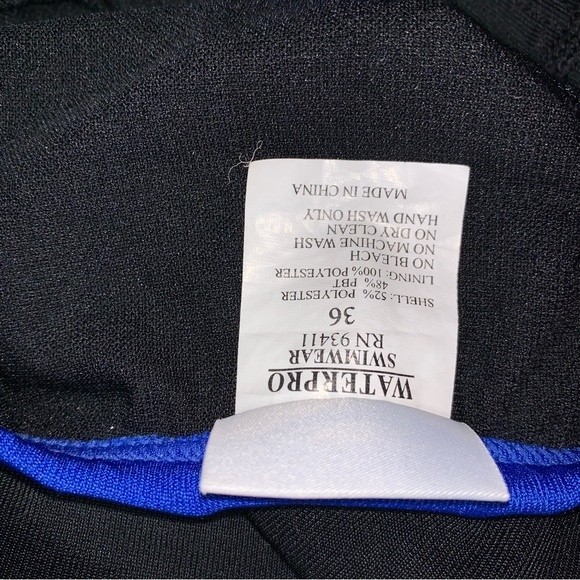 WATERPRO
SWIMWEAR
RN 93411
36
SHELL: 52% POLYESTER
48% PBT
LINING: 100% POLYESTER
NO BLEACH
NO MACHINE WASH
NO DRY CLEAN
HAND WASH ONLY
MADE IN CHINA